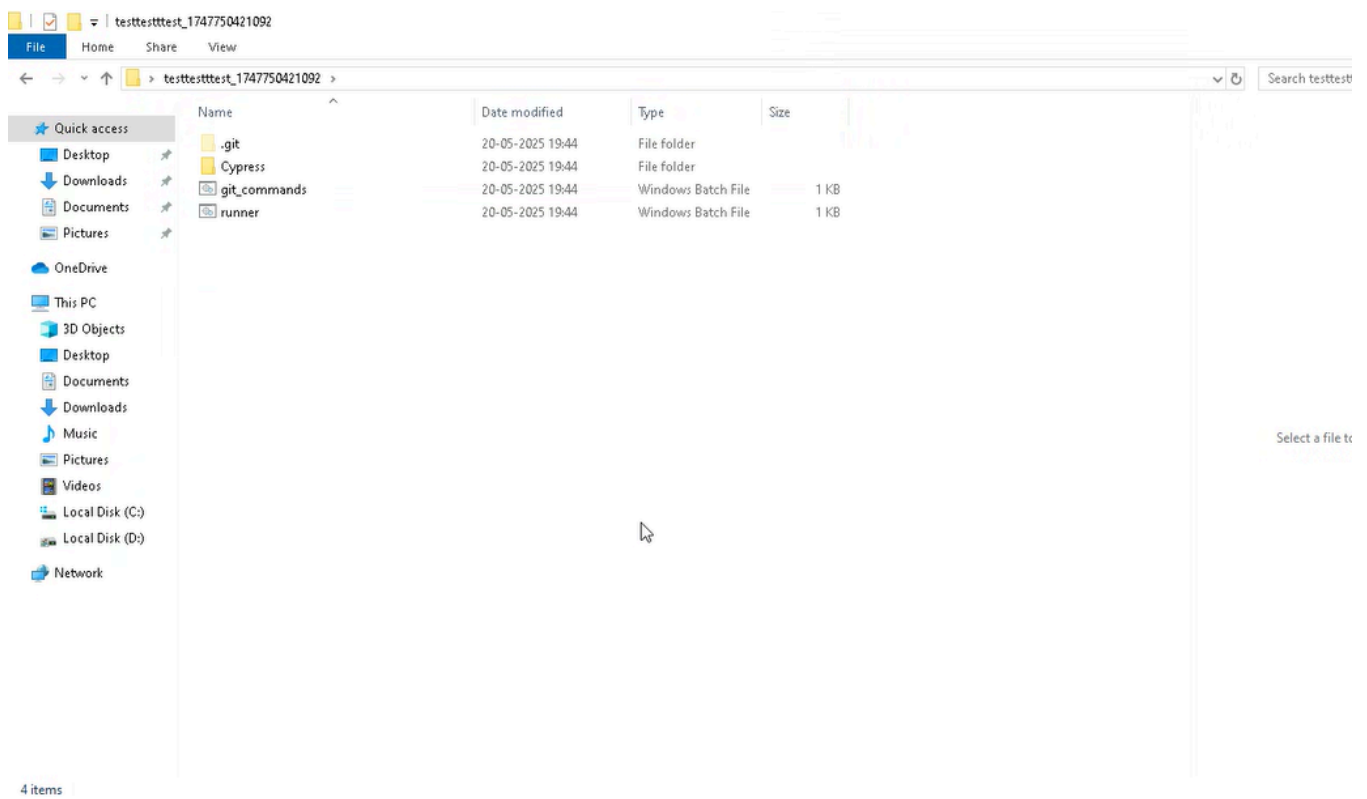 testtestttest_1747750421092
File Home Share View
testtestttest_1747750421092
Search testtest
Name Date modified Type Size
Quick access
Desktop
Downloads
Documents
Pictures
OneDrive
This PC
3D Objects
Desktop
Documents
Downloads
Music
Pictures
Videos
Local Disk (C:)
Local Disk (D:)
Network
.git 20-05-2025 19:44 File folder
Cypress 20-05-2025 19:44 File folder
git_commands 20-05-2025 19:44 Windows Batch File 1 KB
runner 20-05-2025 19:44 Windows Batch File 1 KB
Select a file to
4 items